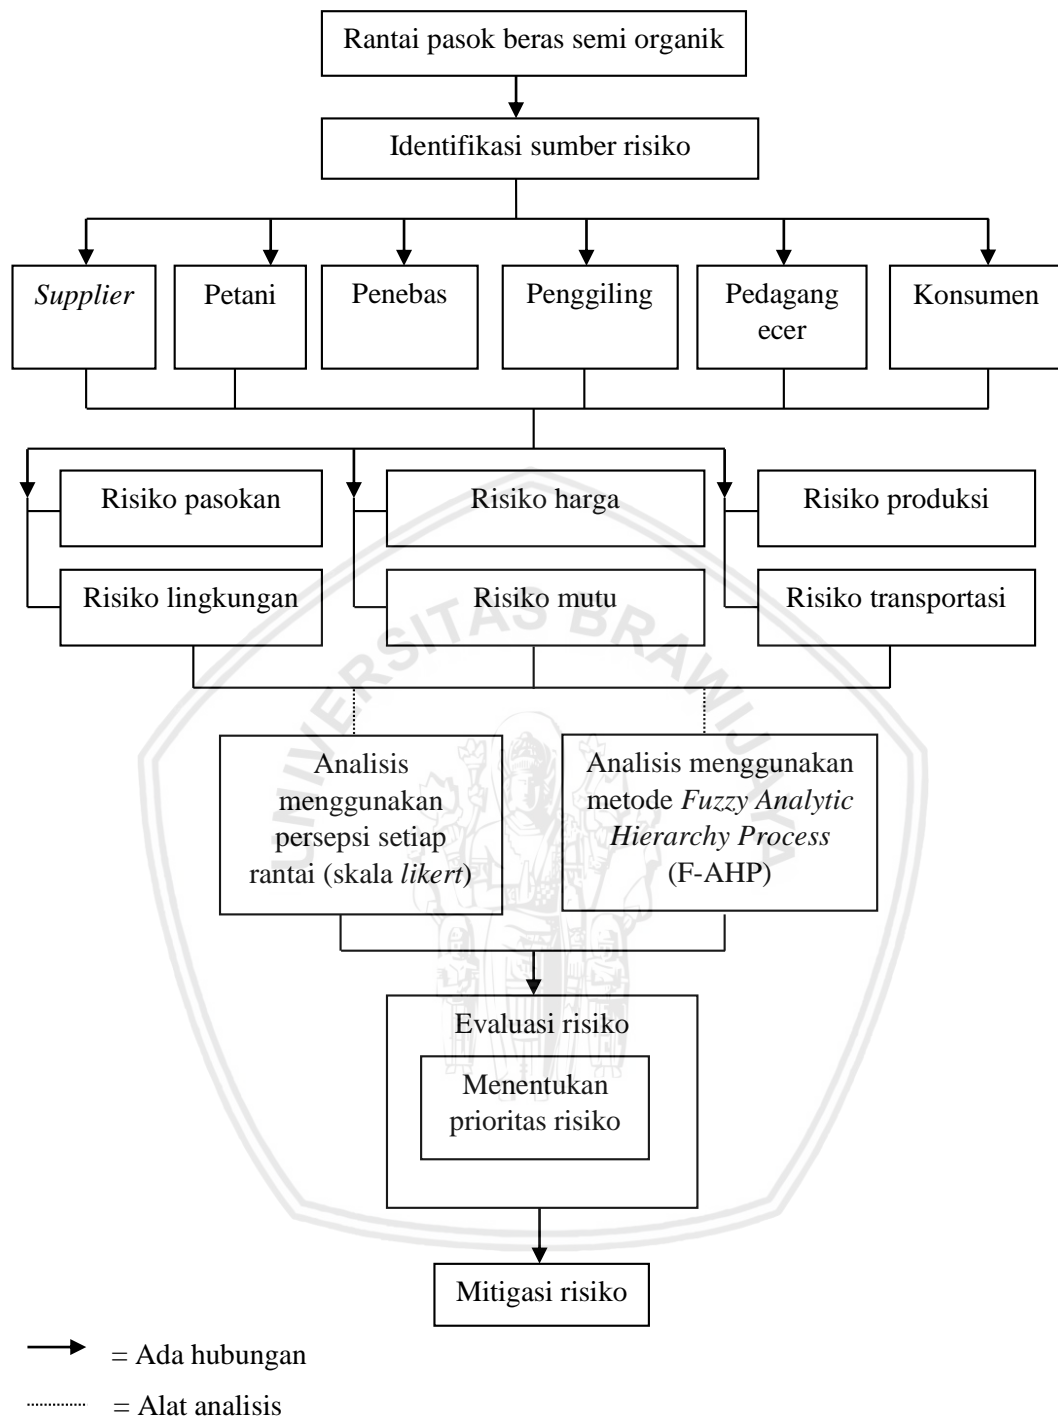 Rantai pasok beras semi organik
Identifikasi sumber risiko
Supplier
Petani
Penebas
Penggiling
Pedagang
ecer
Konsumen
Risiko pasokan
Risiko harga
Risiko produksi
Risiko lingkungan
Risiko mutu
Risiko transportasi
UNIVERSITAS BRAWIJAYA
Analisis
menggunakan
persepsi setiap
rantai (skala likert)
Analisis menggunakan
metode Fuzzy Analytic
Hierarchy Process
(F-AHP)
Evaluasi risiko
Menentukan
prioritas risiko
Mitigasi risiko
= Ada hubungan
= Alat analisis